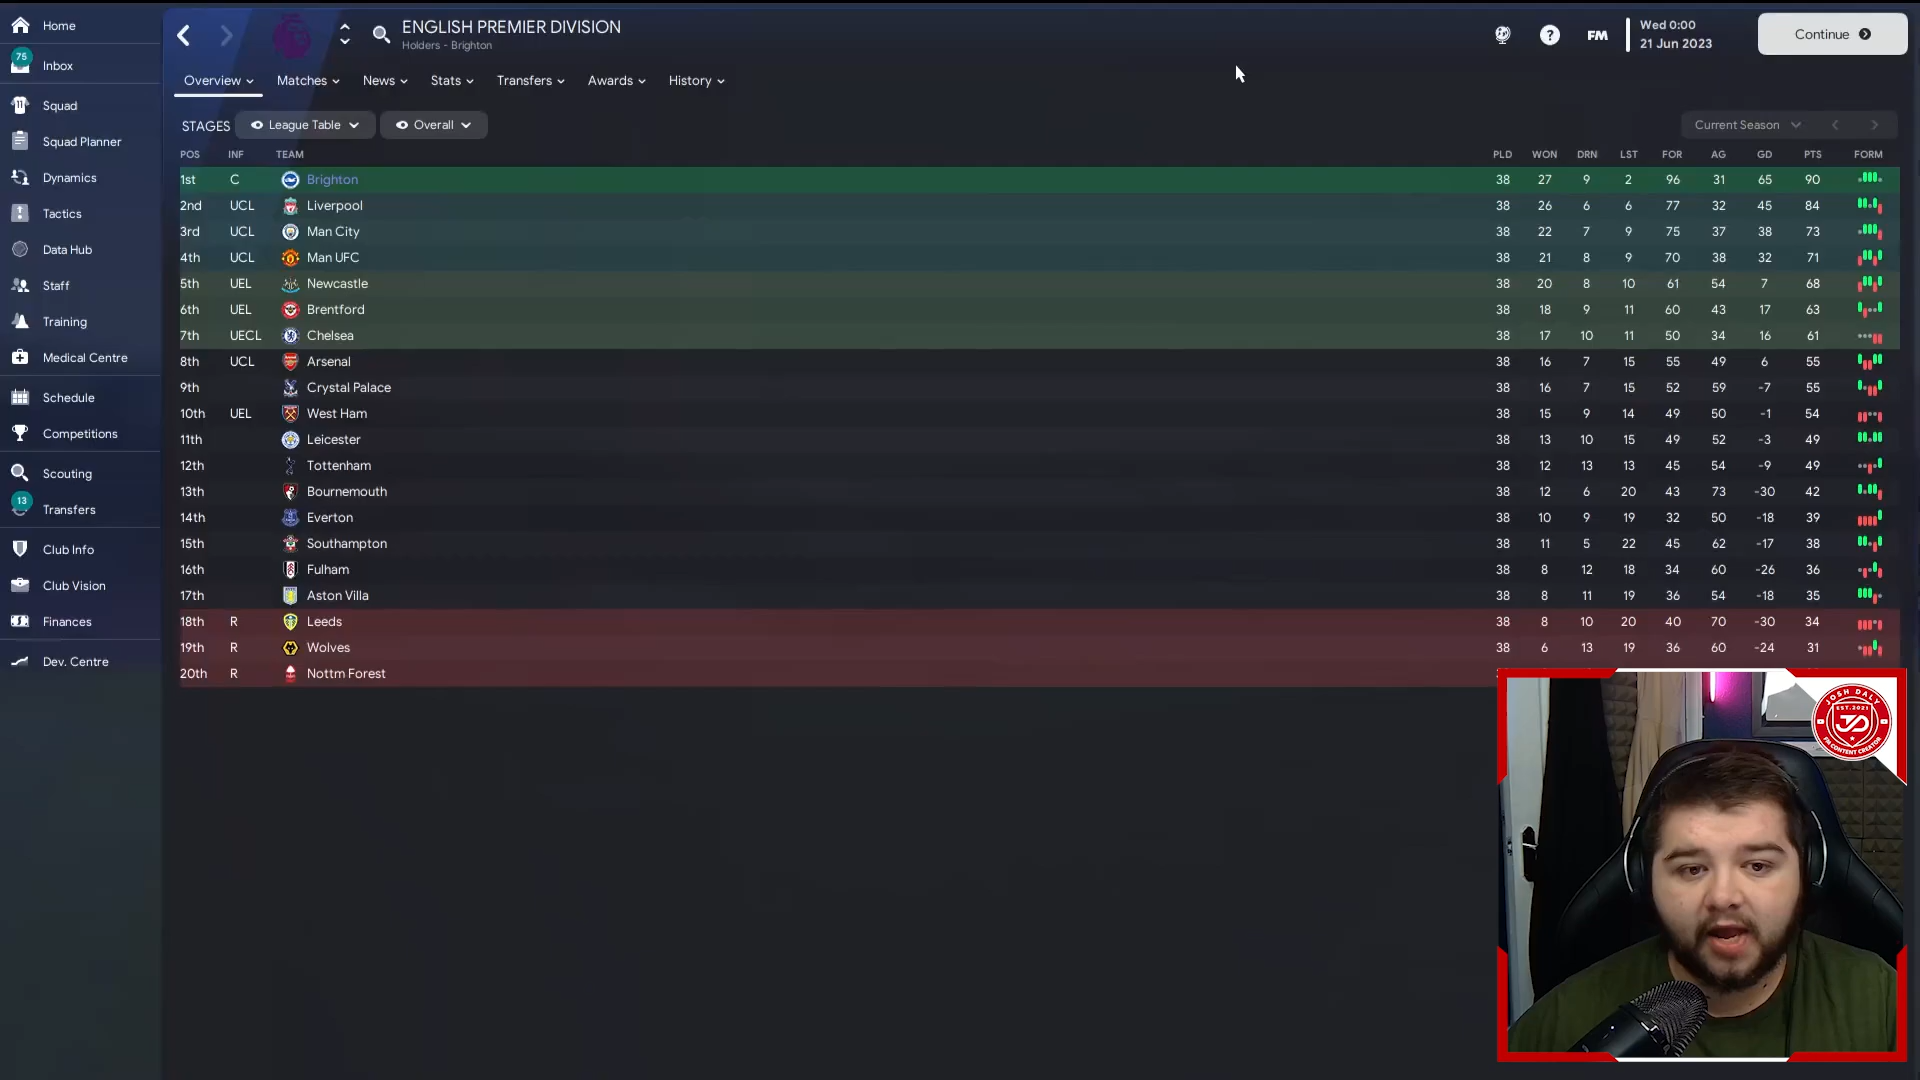 Home
75
Inbox
Squad
Squad Planner
Dynamics
Tactics
Data Hub
Staff
Training
Medical Centre
Schedule
Competitions
Scouting
13
Transfers
Club Info
Club Vision
Finances
Dev. Centre
ENGLISH PREMIER DIVISION
Holders - Brighton
? FM
Wed 0:00
21 Jun 2023
Continue
Overview Matches News Stats Transfers Awards History
STAGES League Table Overall Current Season
POS INF TEAM PLD WON DRN LST FOR AG GD PTS FORM
1st C Brighton 38 27 9 2 96 31 65 90
2nd UCL Liverpool 38 26 6 6 77 32 45 84
3rd UCL Man City 38 22 7 9 75 37 38 73
4th UCL Man UFC 38 21 8 9 70 38 32 71
5th UEL Newcastle 38 20 8 10 61 54 7 68
6th UEL Brentford 38 18 9 11 60 43 17 63
7th UECL Chelsea 38 17 10 11 50 34 16 61
8th UCL Arsenal 38 16 7 15 55 49 6 55
9th Crystal Palace 38 16 7 15 52 59 -7 55
10th UEL West Ham 38 15 9 14 49 50 -1 54
11th Leicester 38 13 10 15 49 52 -3 49
12th Tottenham 38 12 13 13 45 54 -9 49
13th Bournemouth 38 12 6 20 43 73 -30 42
14th Everton 38 10 9 19 32 50 -18 39
15th Southampton 38 11 5 22 45 62 -17 38
16th Fulham 38 8 12 18 34 60 -26 36
17th Aston Villa 38 8 11 19 36 54 -18 35
18th R Leeds 38 8 10 20 40 70 -30 34
19th R Wolves 38 6 13 19 36 60 -24 31
20th R Nottm Forest
JOSH DALY
EST. 2021
JD
FM CONTENT CREATOR